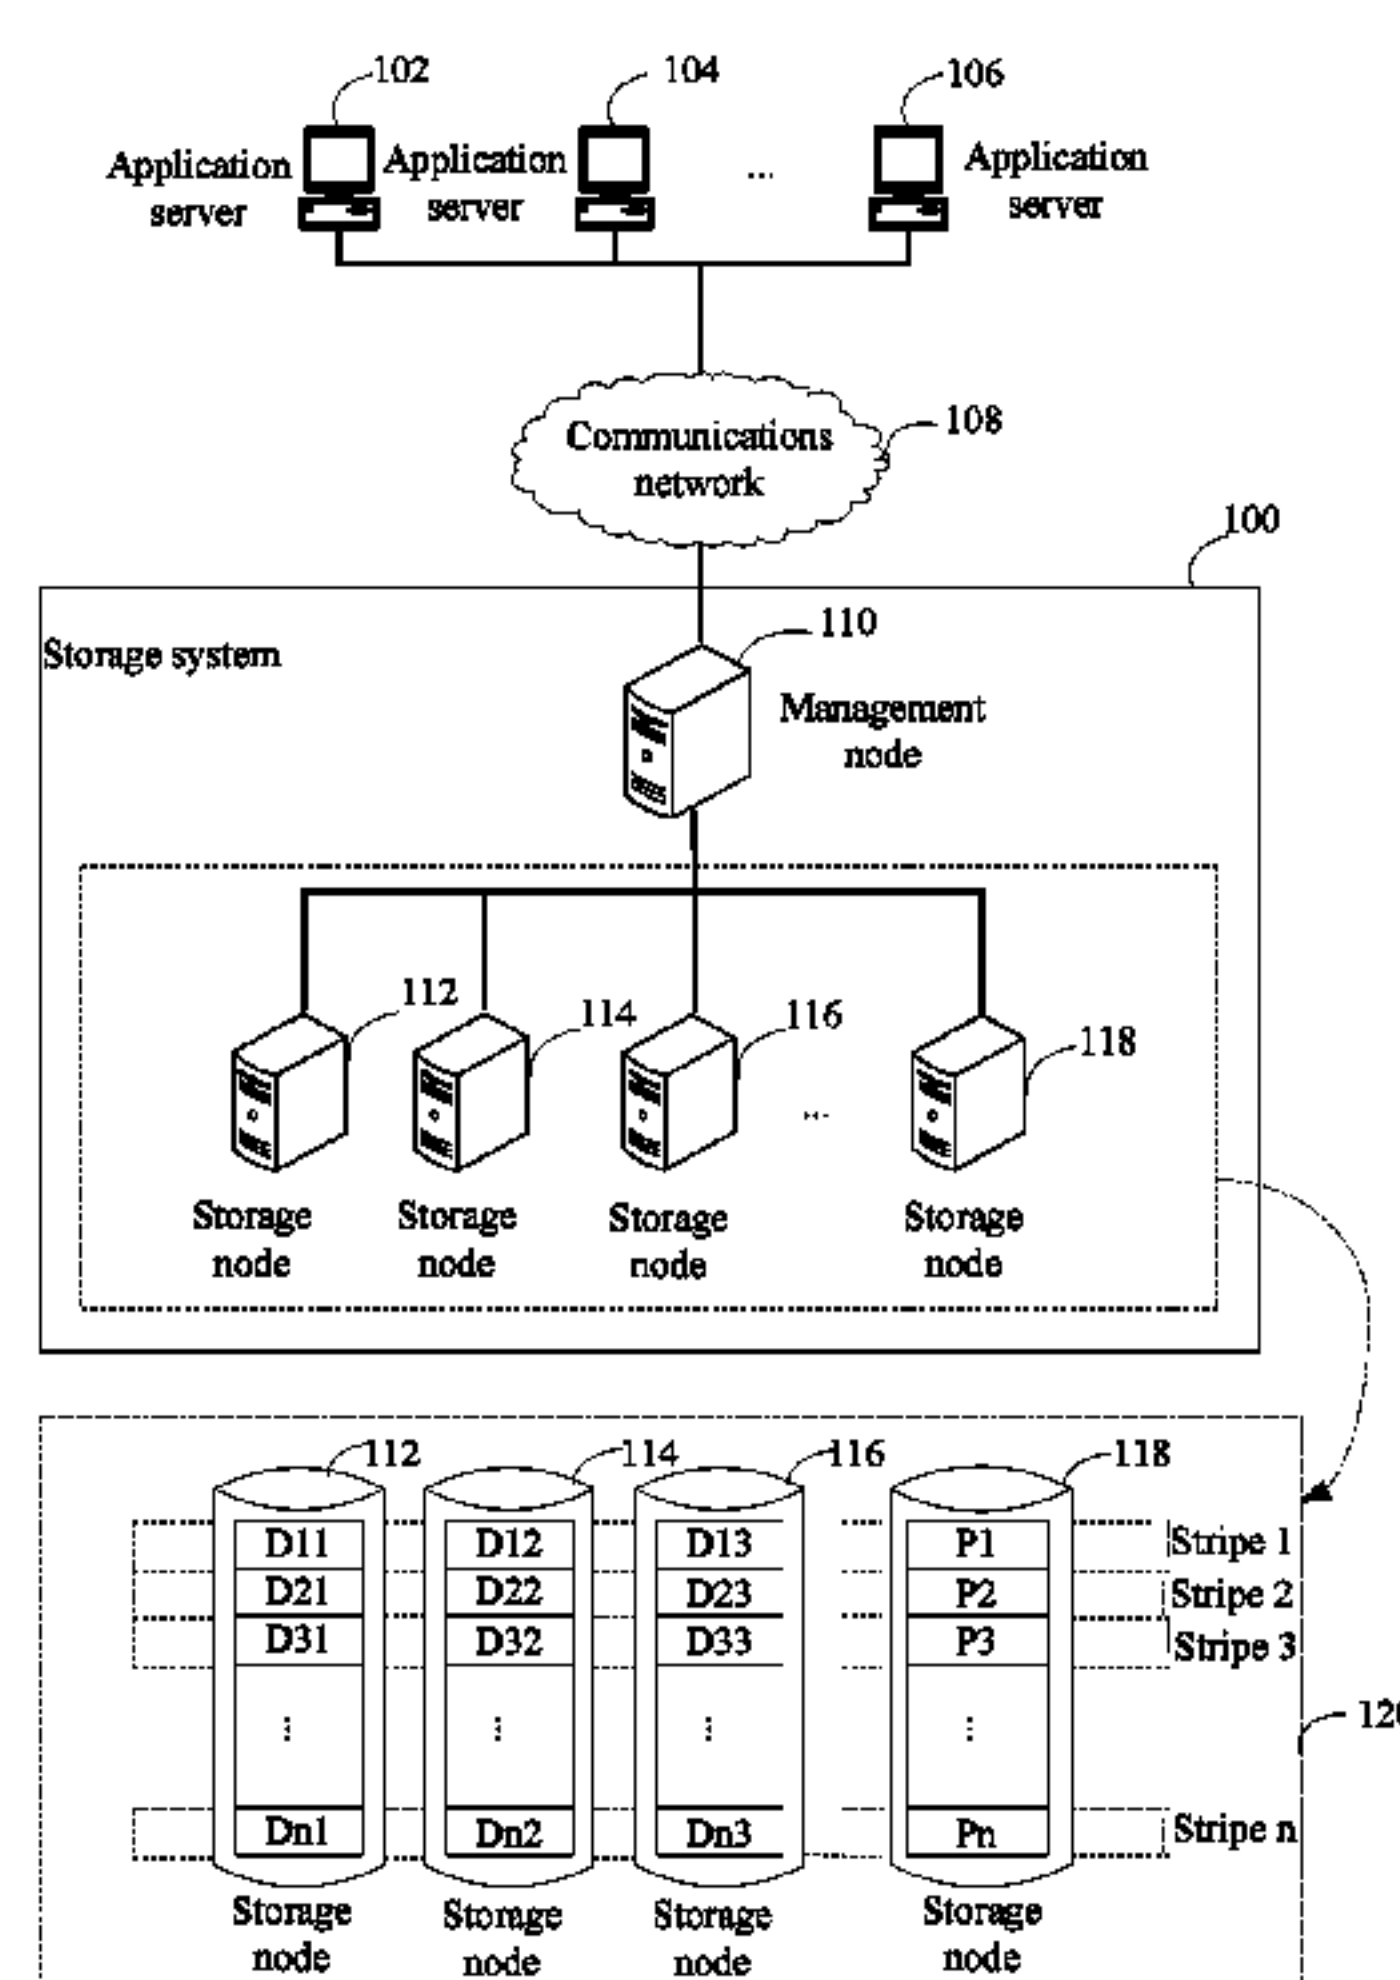 102
104
106
Application
server
Application
server
...
Application
server
Communications
network
108
100
Storage system
110
Management
node
112
114
116
118
...
Storage
node
Storage
node
Storage
node
Storage
node
112
114
116
118
D11 D12 D13 P1 Stripe 1
D21 D22 D23 P2 Stripe 2
D31 D32 D33 P3 Stripe 3
... ... ... ...
120
Dn1 Dn2 Dn3 Pn Stripe n
Storage
node
Storage
node
Storage
node
Storage
node